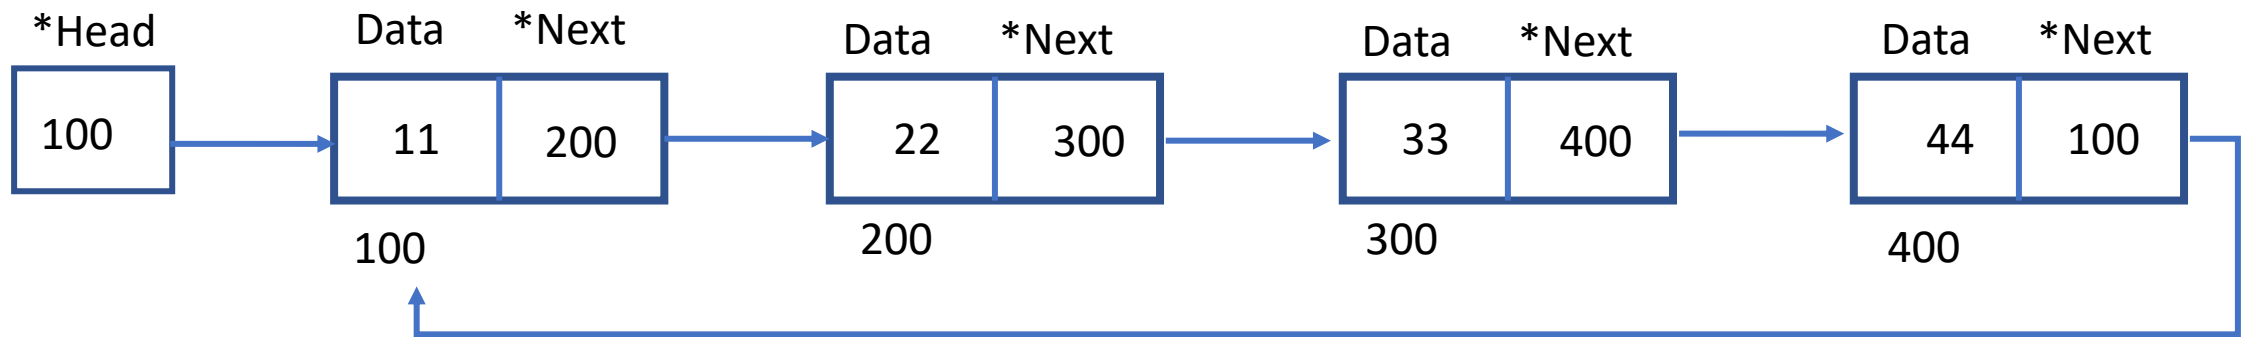 *Head Data *Next Data *Next Data *Next Data *Next
100 11 200 22 300 33 400 44 100
100 200 300 400